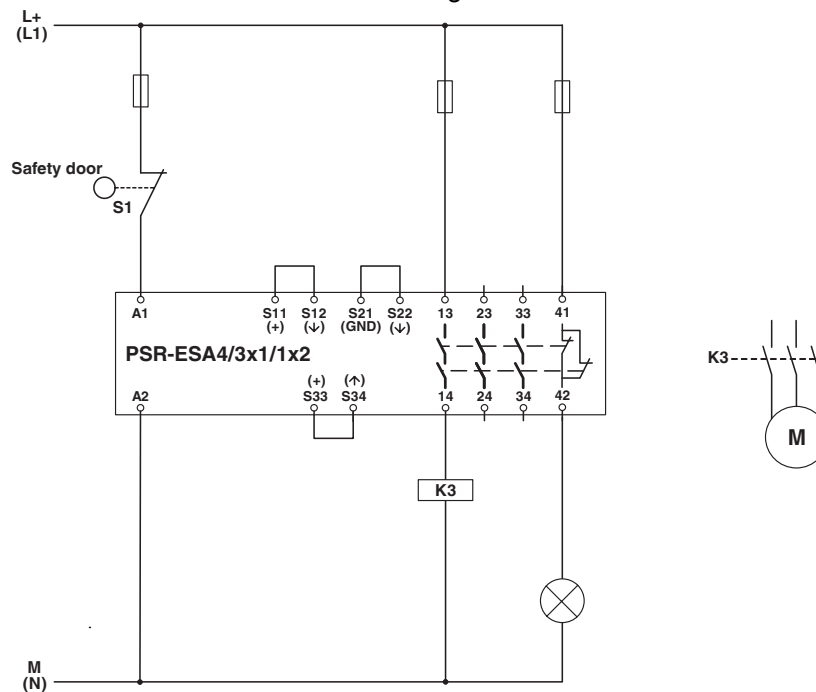 L+
(L1)
Safety door
S1
A1 S11 S12 S21 S22 13 23 33 41
(+) (↓) (GND) (↓)
PSR-ESA4/3x1/1x2
(+) (↑)
A2 S33 S34 14 24 34 42
K3
K3
M
M
(N)